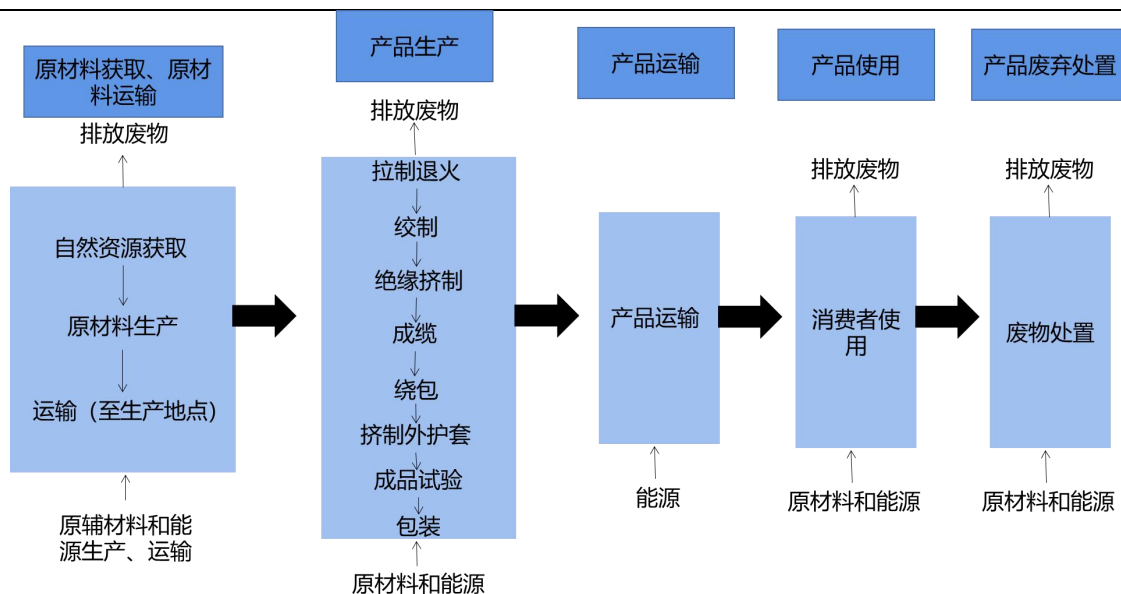 原材料获取、原材
料运输
排放废物
自然资源获取
原材料生产
运输（至生产地点）
原辅材料和能
源生产、运输
产品生产
排放废物
拉制退火
绞制
绝缘挤制
成缆
绕包
挤制外护套
成品试验
包装
原材料和能源
产品运输
产品运输
能源
产品使用
排放废物
消费者使
用
原材料和能源
产品废弃处置
排放废物
废物处置
原材料和能源